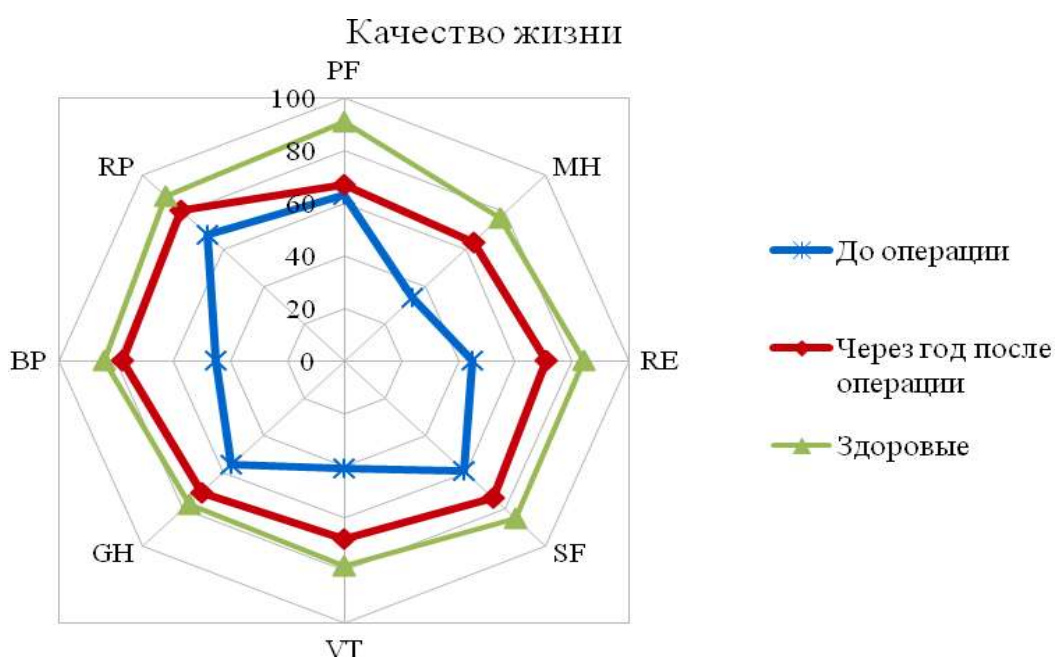 Качество жизни
PF
100
80
60
40
20
0
RP
MH
BP
RE
GH
SF
VT
До операции
Через год после
операции
Здоровые